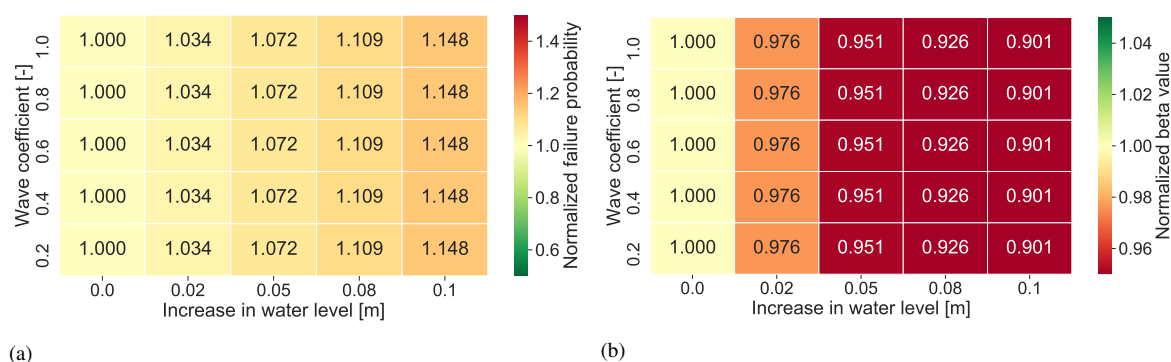 Wave coefficient [-]
1.0 1.000 1.034 1.072 1.109 1.148
0.8 1.000 1.034 1.072 1.109 1.148
0.6 1.000 1.034 1.072 1.109 1.148
0.4 1.000 1.034 1.072 1.109 1.148
0.2 1.000 1.034 1.072 1.109 1.148
0.0 0.02 0.05 0.08 0.1
Increase in water level [m]
1.4
1.2
1.0
0.8
0.6
Normalized failure probability
(a)
Wave coefficient [-]
1.0 1.000 0.976 0.951 0.926 0.901
0.8 1.000 0.976 0.951 0.926 0.901
0.6 1.000 0.976 0.951 0.926 0.901
0.4 1.000 0.976 0.951 0.926 0.901
0.2 1.000 0.976 0.951 0.926 0.901
0.0 0.02 0.05 0.08 0.1
Increase in water level [m]
1.04
1.02
1.00
0.98
0.96
Normalized beta value
(b)